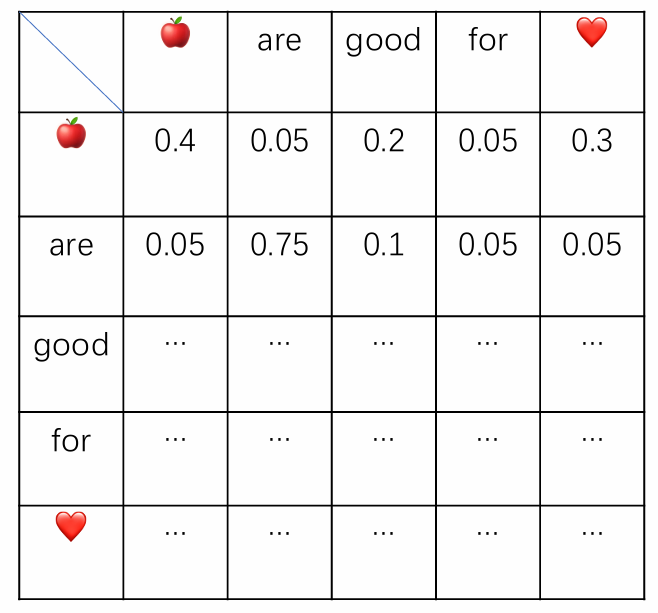 🍎 are good for ❤️
🍎 0.4 0.05 0.2 0.05 0.3
are 0.05 0.75 0.1 0.05 0.05
good ... ... ... ... ...
for ... ... ... ... ...
❤️ ... ... ... ... ...